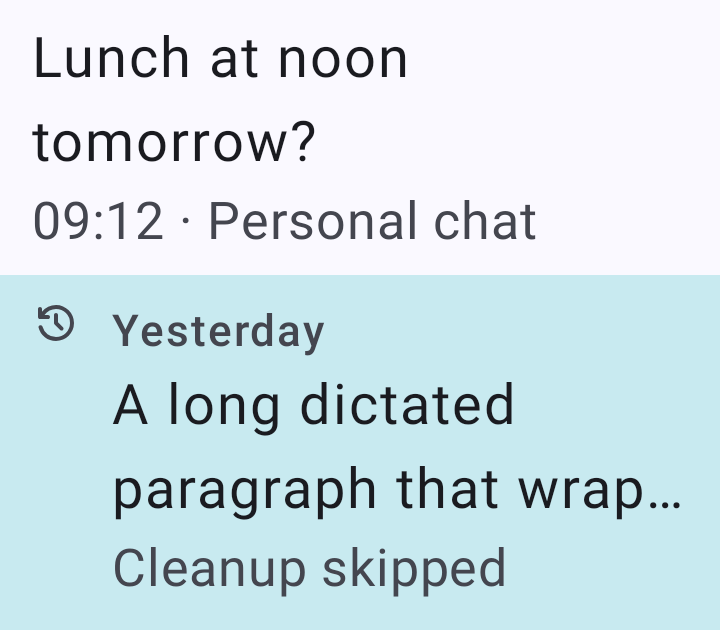 Lunch at noon
tomorrow?
09:12 · Personal chat
Yesterday
A long dictated
paragraph that wrap…
Cleanup skipped